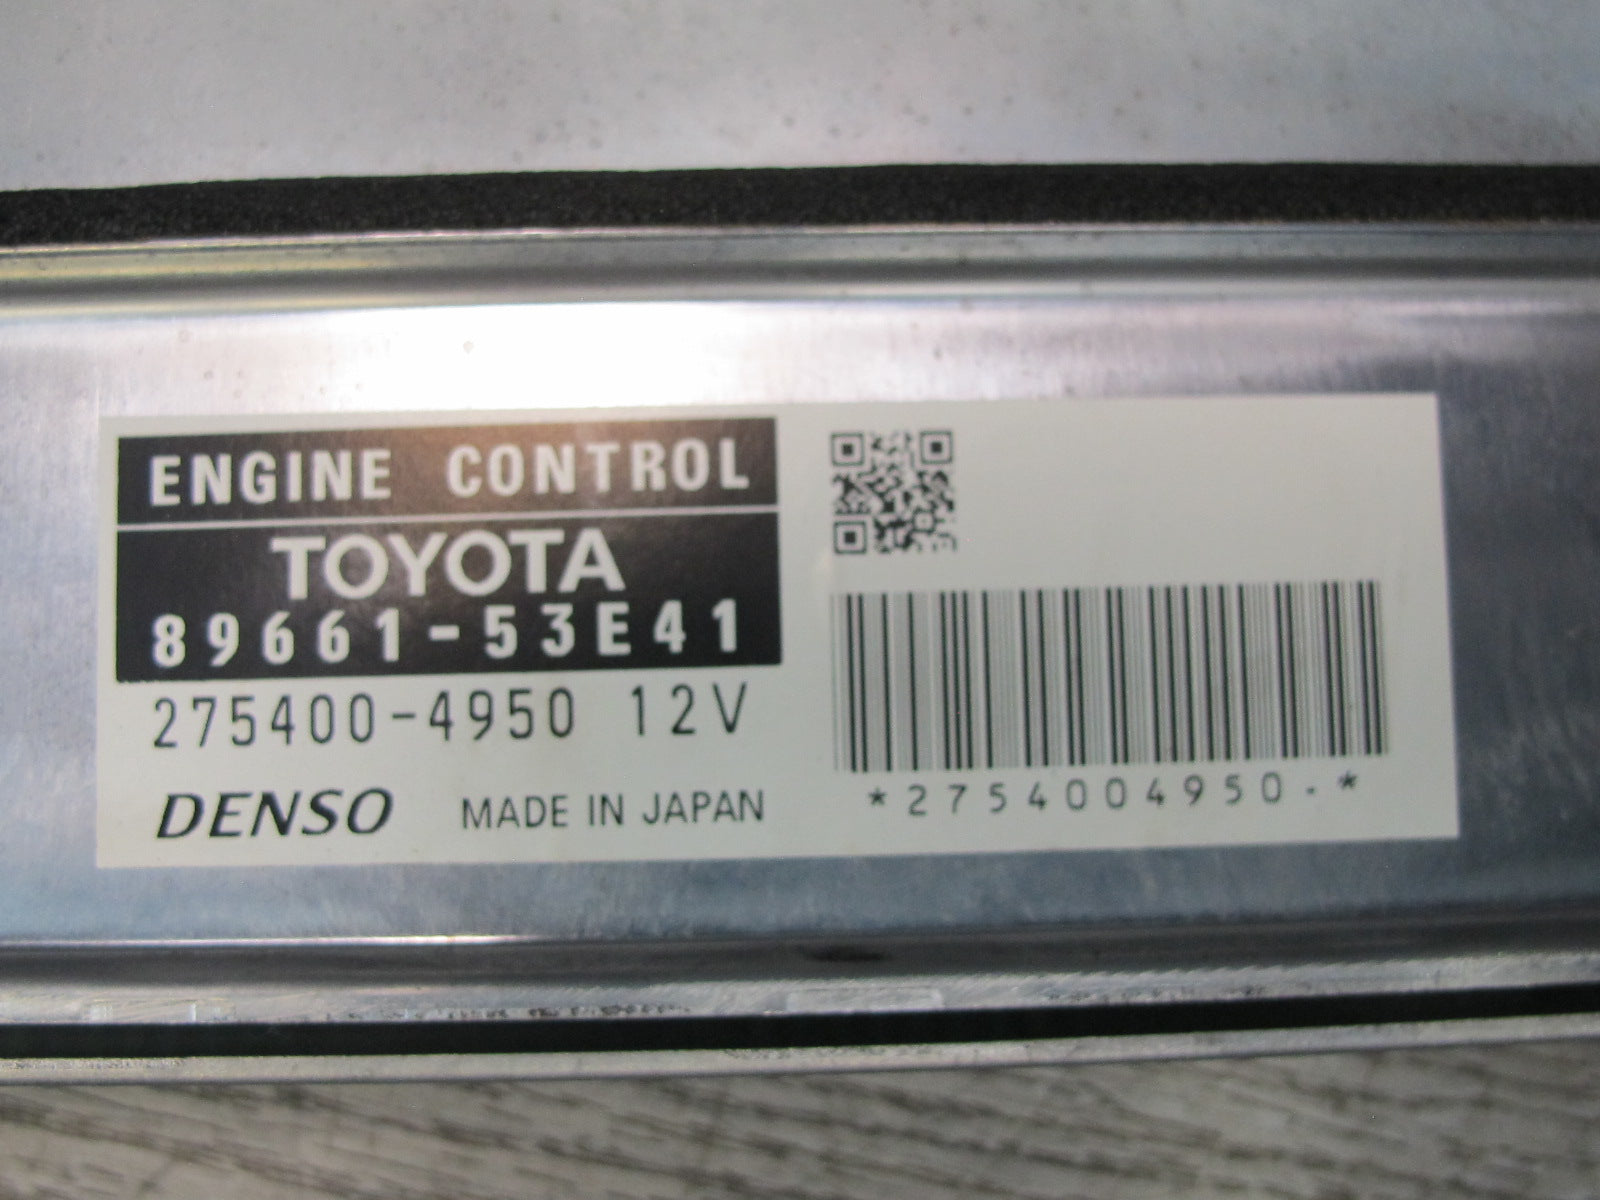 ENGINE CONTROL
TOYOTA
89661-53E41
275400-4950 12V
DENSO MADE IN JAPAN
*2754004950.*